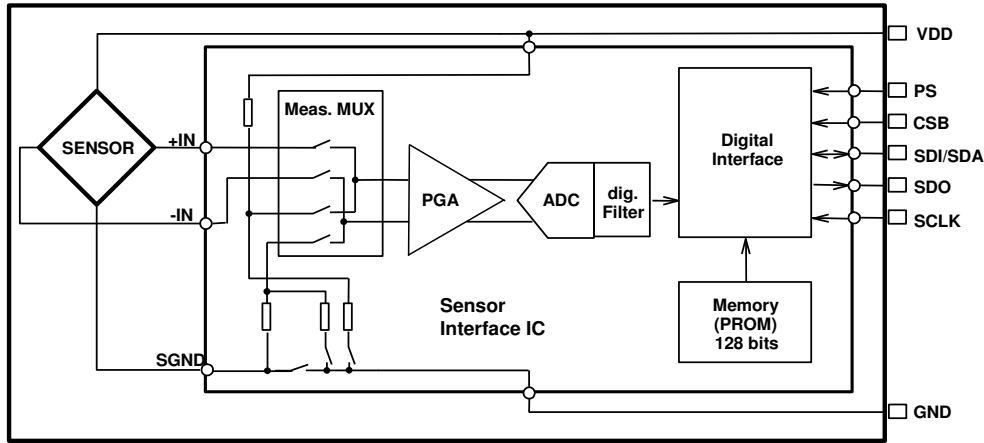 VDD
Meas. MUX
PS
SENSOR
+IN
Digital
Interface
CSB
SDI/SDA
PGA
ADC
dig.
Filter
SDO
-IN
SCLK
Sensor
Interface IC
Memory
(PROM)
128 bits
SGND
GND